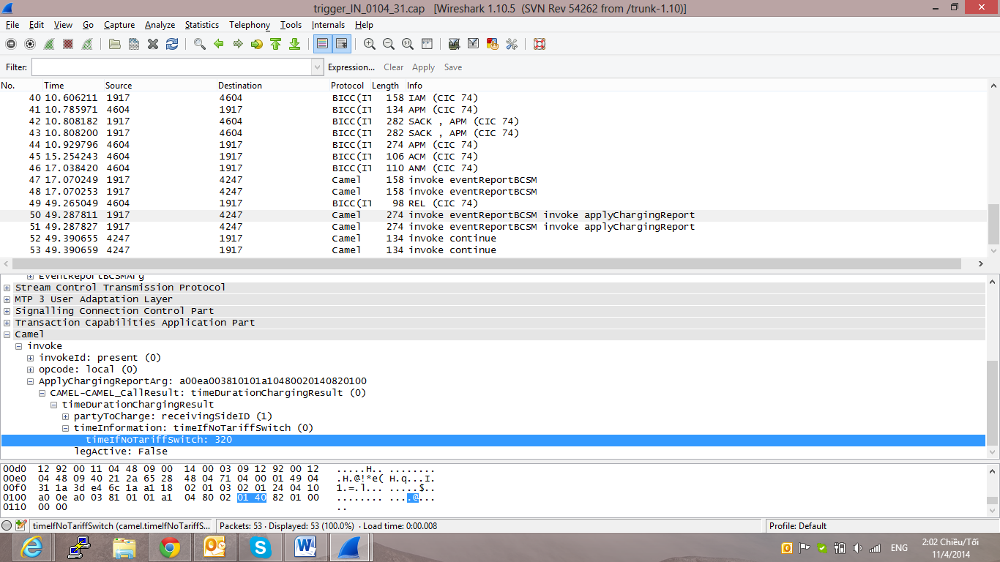 trigger_IN_0104_31.cap [Wireshark 1.10.5 (SVN Rev 54262 from /trunk-1.10)]
File Edit View Go Capture Analyze Statistics Telephony Tools Internals Help
Filter: Expression... Clear Apply Save
No. Time Source Destination Protocol Length Info
40 10.606211 1917 4604 BICC(IT 158 IAM (CIC 74)
41 10.785971 4604 1917 BICC(IT 134 APM (CIC 74)
42 10.808182 1917 4604 BICC(IT 282 SACK , APM (CIC 74)
43 10.808200 1917 4604 BICC(IT 282 SACK , APM (CIC 74)
44 10.929796 4604 1917 BICC(IT 274 APM (CIC 74)
45 15.254243 4604 1917 BICC(IT 106 ACM (CIC 74)
46 17.038420 4604 1917 BICC(IT 110 ANM (CIC 74)
47 17.070249 1917 4247 Camel 158 invoke eventReportBCSM
48 17.070253 1917 4247 Camel 158 invoke eventReportBCSM
49 49.265049 4604 1917 BICC(IT 98 REL (CIC 74)
50 49.287811 1917 4247 Camel 274 invoke eventReportBCSM invoke applyChargingReport
51 49.287827 1917 4247 Camel 274 invoke eventReportBCSM invoke applyChargingReport
52 49.390655 4247 1917 Camel 134 invoke continue
53 49.390659 4247 1917 Camel 134 invoke continue
EventReportBCSMArg
Stream Control Transmission Protocol
MTP 3 User Adaptation Layer
Signalling Connection Control Part
Transaction Capabilities Application Part
Camel
invoke
invokeId: present (0)
opcode: local (0)
ApplyChargingReportArg: a00ea003810101a10480020140820100
CAMEL-CAMEL_CallResult: timeDurationChargingResult (0)
timeDurationChargingResult
partyToCharge: receivingSideID (1)
timeInformation: timeIfNoTariffSwitch (0)
timeIfNoTariffSwitch: 320
legActive: False
00d0 12 92 00 11 04 48 09 00 14 00 03 09 12 92 00 12 .....H.. ........
00e0 04 48 09 40 21 2a 65 28 48 04 71 04 00 01 49 04 .H.@!*e( H.q...I.
00f0 31 1a 3d e4 6c 1a a1 18 02 01 03 02 01 24 04 10 1.=.l... .....$..
0100 a0 0e a0 03 81 01 01 a1 04 80 02 01 40 82 01 00 ........ ....@...
0110 00 00 ..
timeIfNoTariffSwitch (camel.timeIfNoTariffS... Packets: 53 · Displayed: 53 (100.0%) · Load time: 0:00.008 Profile: Default
ENG
2:02 Chiều/Tối
11/4/2014